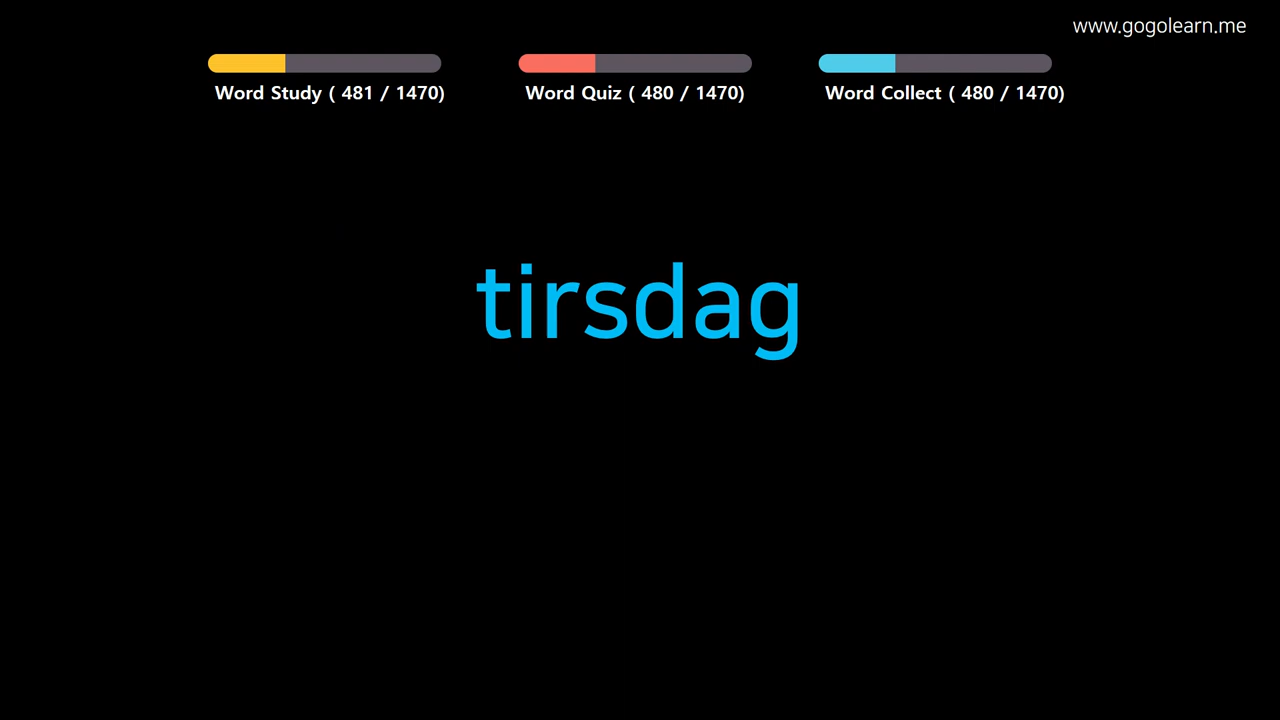 www.gogolearn.me
Word Study ( 481 / 1470)
Word Quiz ( 480 / 1470)
Word Collect ( 480 / 1470)
tirsdag